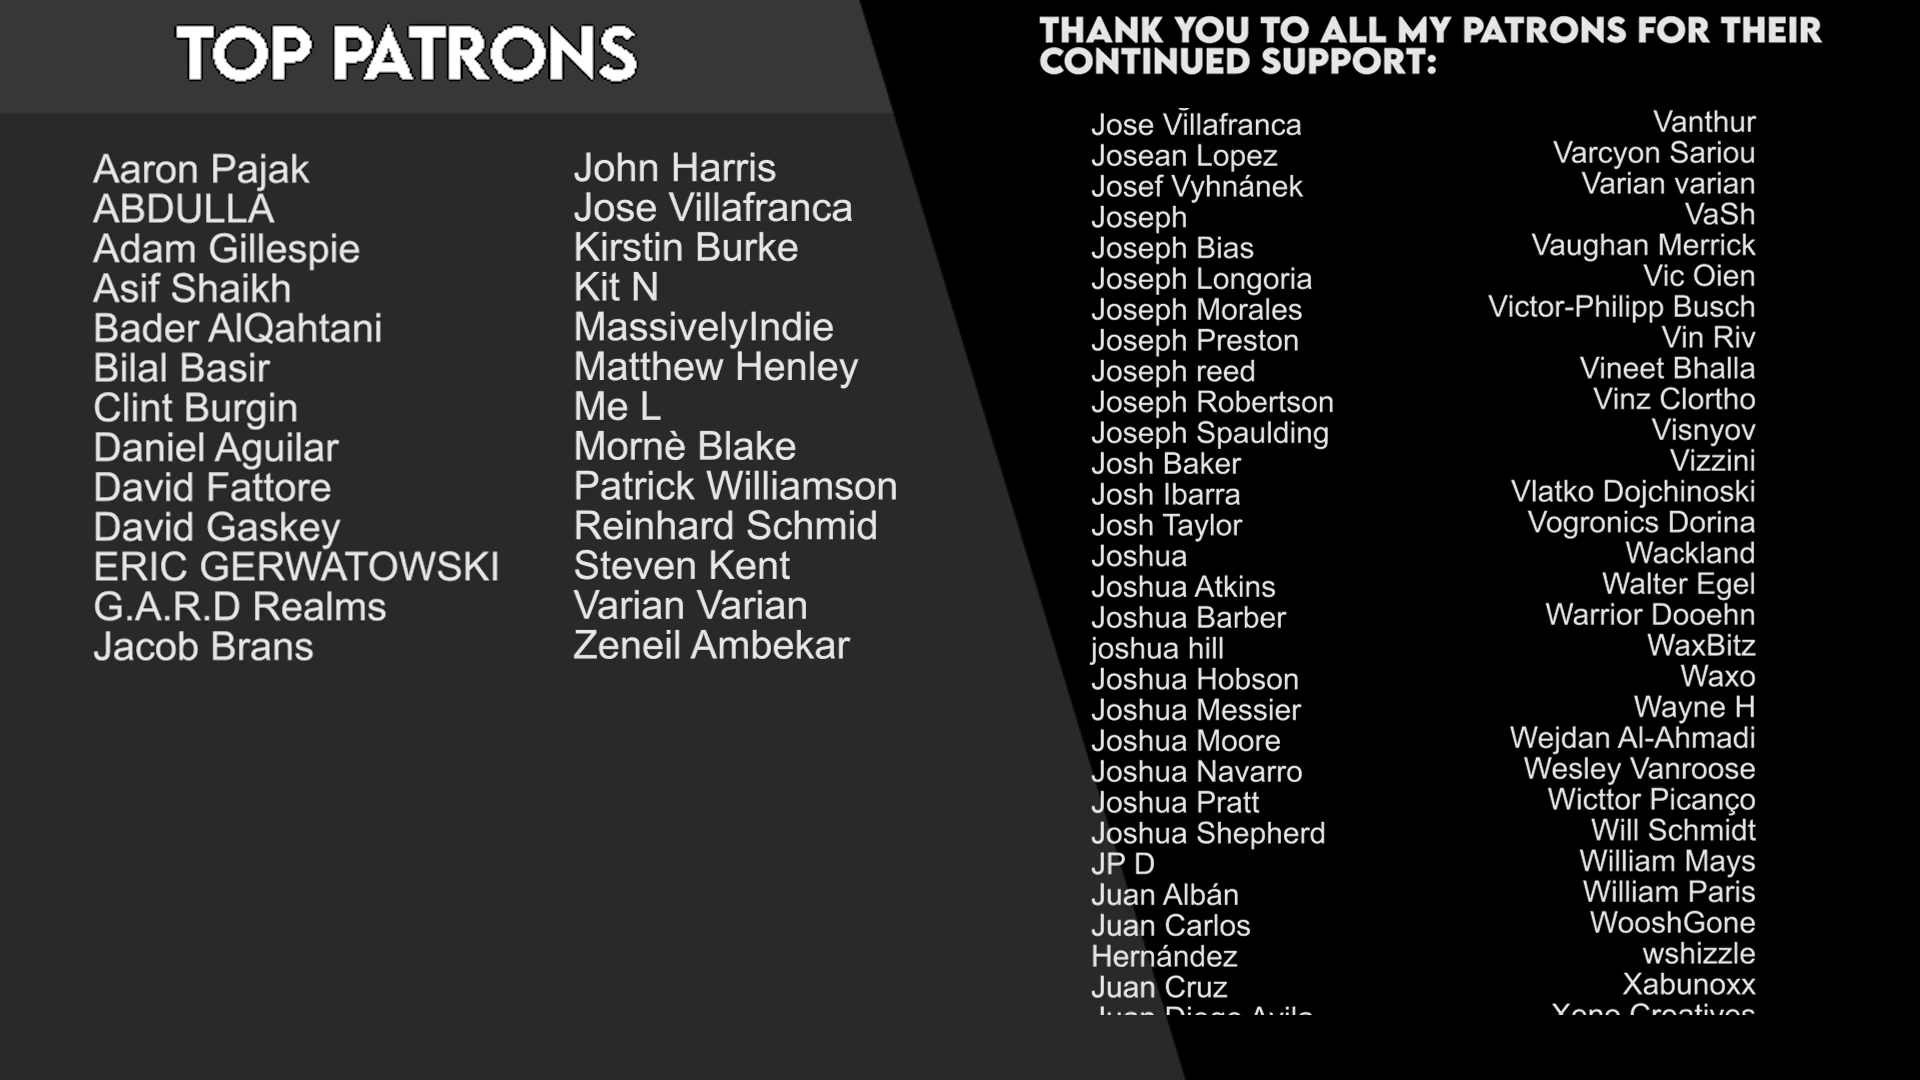 TOP PATRONS
Aaron Pajak
ABDULLA
Adam Gillespie
Asif Shaikh
Bader AlQahtani
Bilal Basir
Clint Burgin
Daniel Aguilar
David Fattore
David Gaskey
ERIC GERWATOWSKI
G.A.R.D Realms
Jacob Brans
John Harris
Jose Villafranca
Kirstin Burke
Kit N
MassivelyIndie
Matthew Henley
Me L
Mornè Blake
Patrick Williamson
Reinhard Schmid
Steven Kent
Varian Varian
Zeneil Ambekar
THANK YOU TO ALL MY PATRONS FOR THEIR
CONTINUED SUPPORT:
Jose Villafranca
Josean Lopez
Josef Vyhnánek
Joseph
Joseph Bias
Joseph Longoria
Joseph Morales
Joseph Preston
Joseph reed
Joseph Robertson
Joseph Spaulding
Josh Baker
Josh Ibarra
Josh Taylor
Joshua
Joshua Atkins
Joshua Barber
joshua hill
Joshua Hobson
Joshua Messier
Joshua Moore
Joshua Navarro
Joshua Pratt
Joshua Shepherd
JP D
Juan Albán
Juan Carlos
Hernández
Juan Cruz
Juan Diego Avila
Vanthur
Varcyon Sariou
Varian varian
VaSh
Vaughan Merrick
Vic Oien
Victor-Philipp Busch
Vin Riv
Vineet Bhalla
Vinz Clortho
Visnyov
Vizzini
Vlatko Dojchinoski
Vogronics Dorina
Wackland
Walter Egel
Warrior Dooehn
WaxBitz
Waxo
Wayne H
Wejdan Al-Ahmadi
Wesley Vanroose
Wicttor Picanço
Will Schmidt
William Mays
William Paris
WooshGone
wshizzle
Xabunoxx
Xeno Creatives